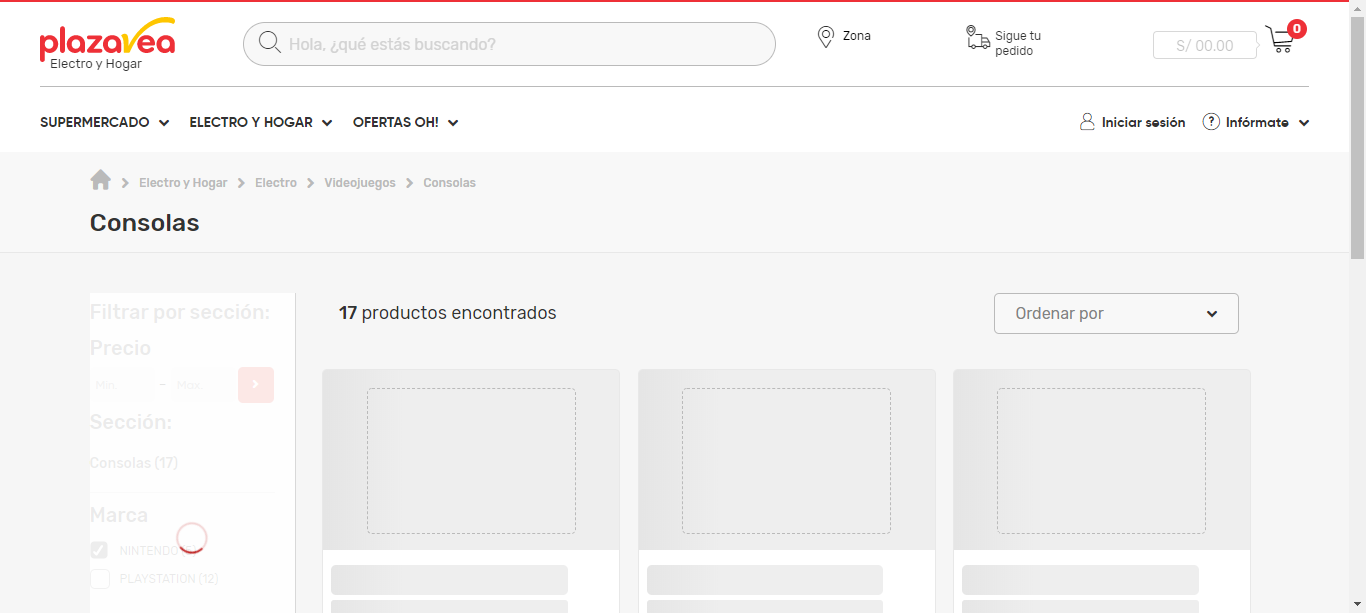 plazavea
Electro y Hogar
Hola, ¿qué estás buscando?
Zona
Sigue tu
pedido
S/ 00.00
0
SUPERMERCADO
ELECTRO Y HOGAR
OFERTAS OH!
Iniciar sesión
? Infórmate
Electro y Hogar
Electro
Videojuegos
Consolas
Consolas
Filtrar por sección:
Precio
Min.
-
Max
Sección:
Consolas (17)
Marca
NINTENDO
PLAYSTATION (12)
17 productos encontrados
Ordenar por